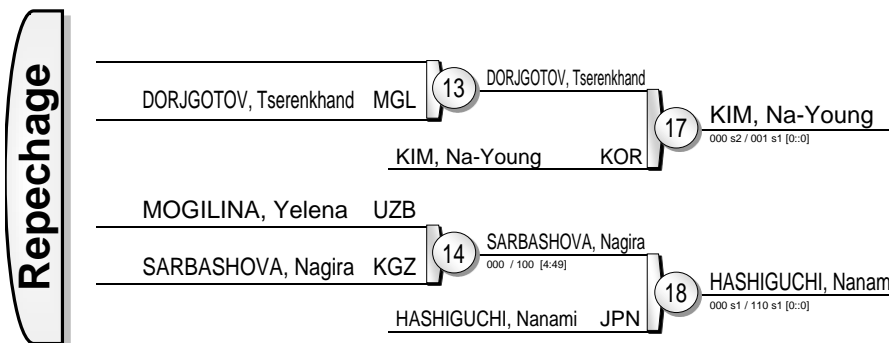 Repechage
DORJGOTOV, Tserenkhand MGL
13
DORJGOTOV, Tserenkhand
KIM, Na-Young KOR
17
KIM, Na-Young
000 s2 / 001 s1 [0::0]
MOGILINA, Yelena UZB
SARBASHOVA, Nagira KGZ
14
SARBASHOVA, Nagira
000 / 100 [4:49]
HASHIGUCHI, Nanami JPN
18
HASHIGUCHI, Nanam
000 s1 / 110 s1 [0::0]